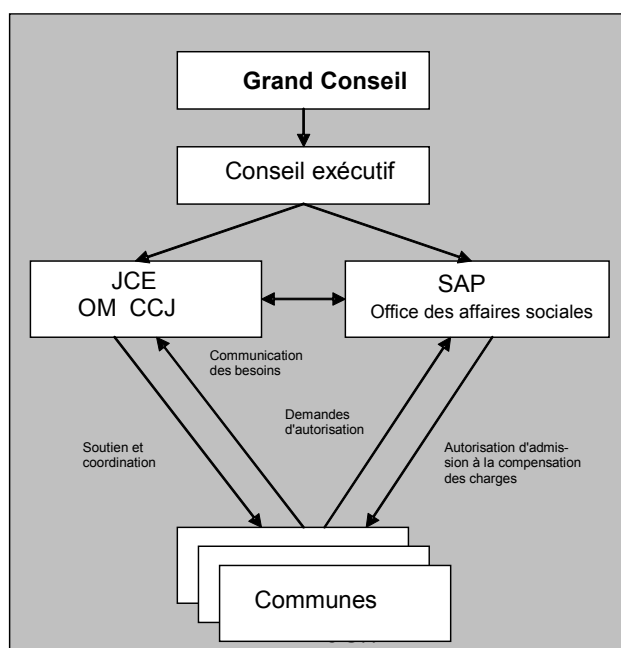 Grand Conseil
Conseil exécutif
JCE
OM CCJ
SAP
Office des affaires sociales
Communication
des besoins
Demandes
d'autorisation
Soutien et
coordination
Autorisation d'admis-
sion à la compensation
des charges
Communes